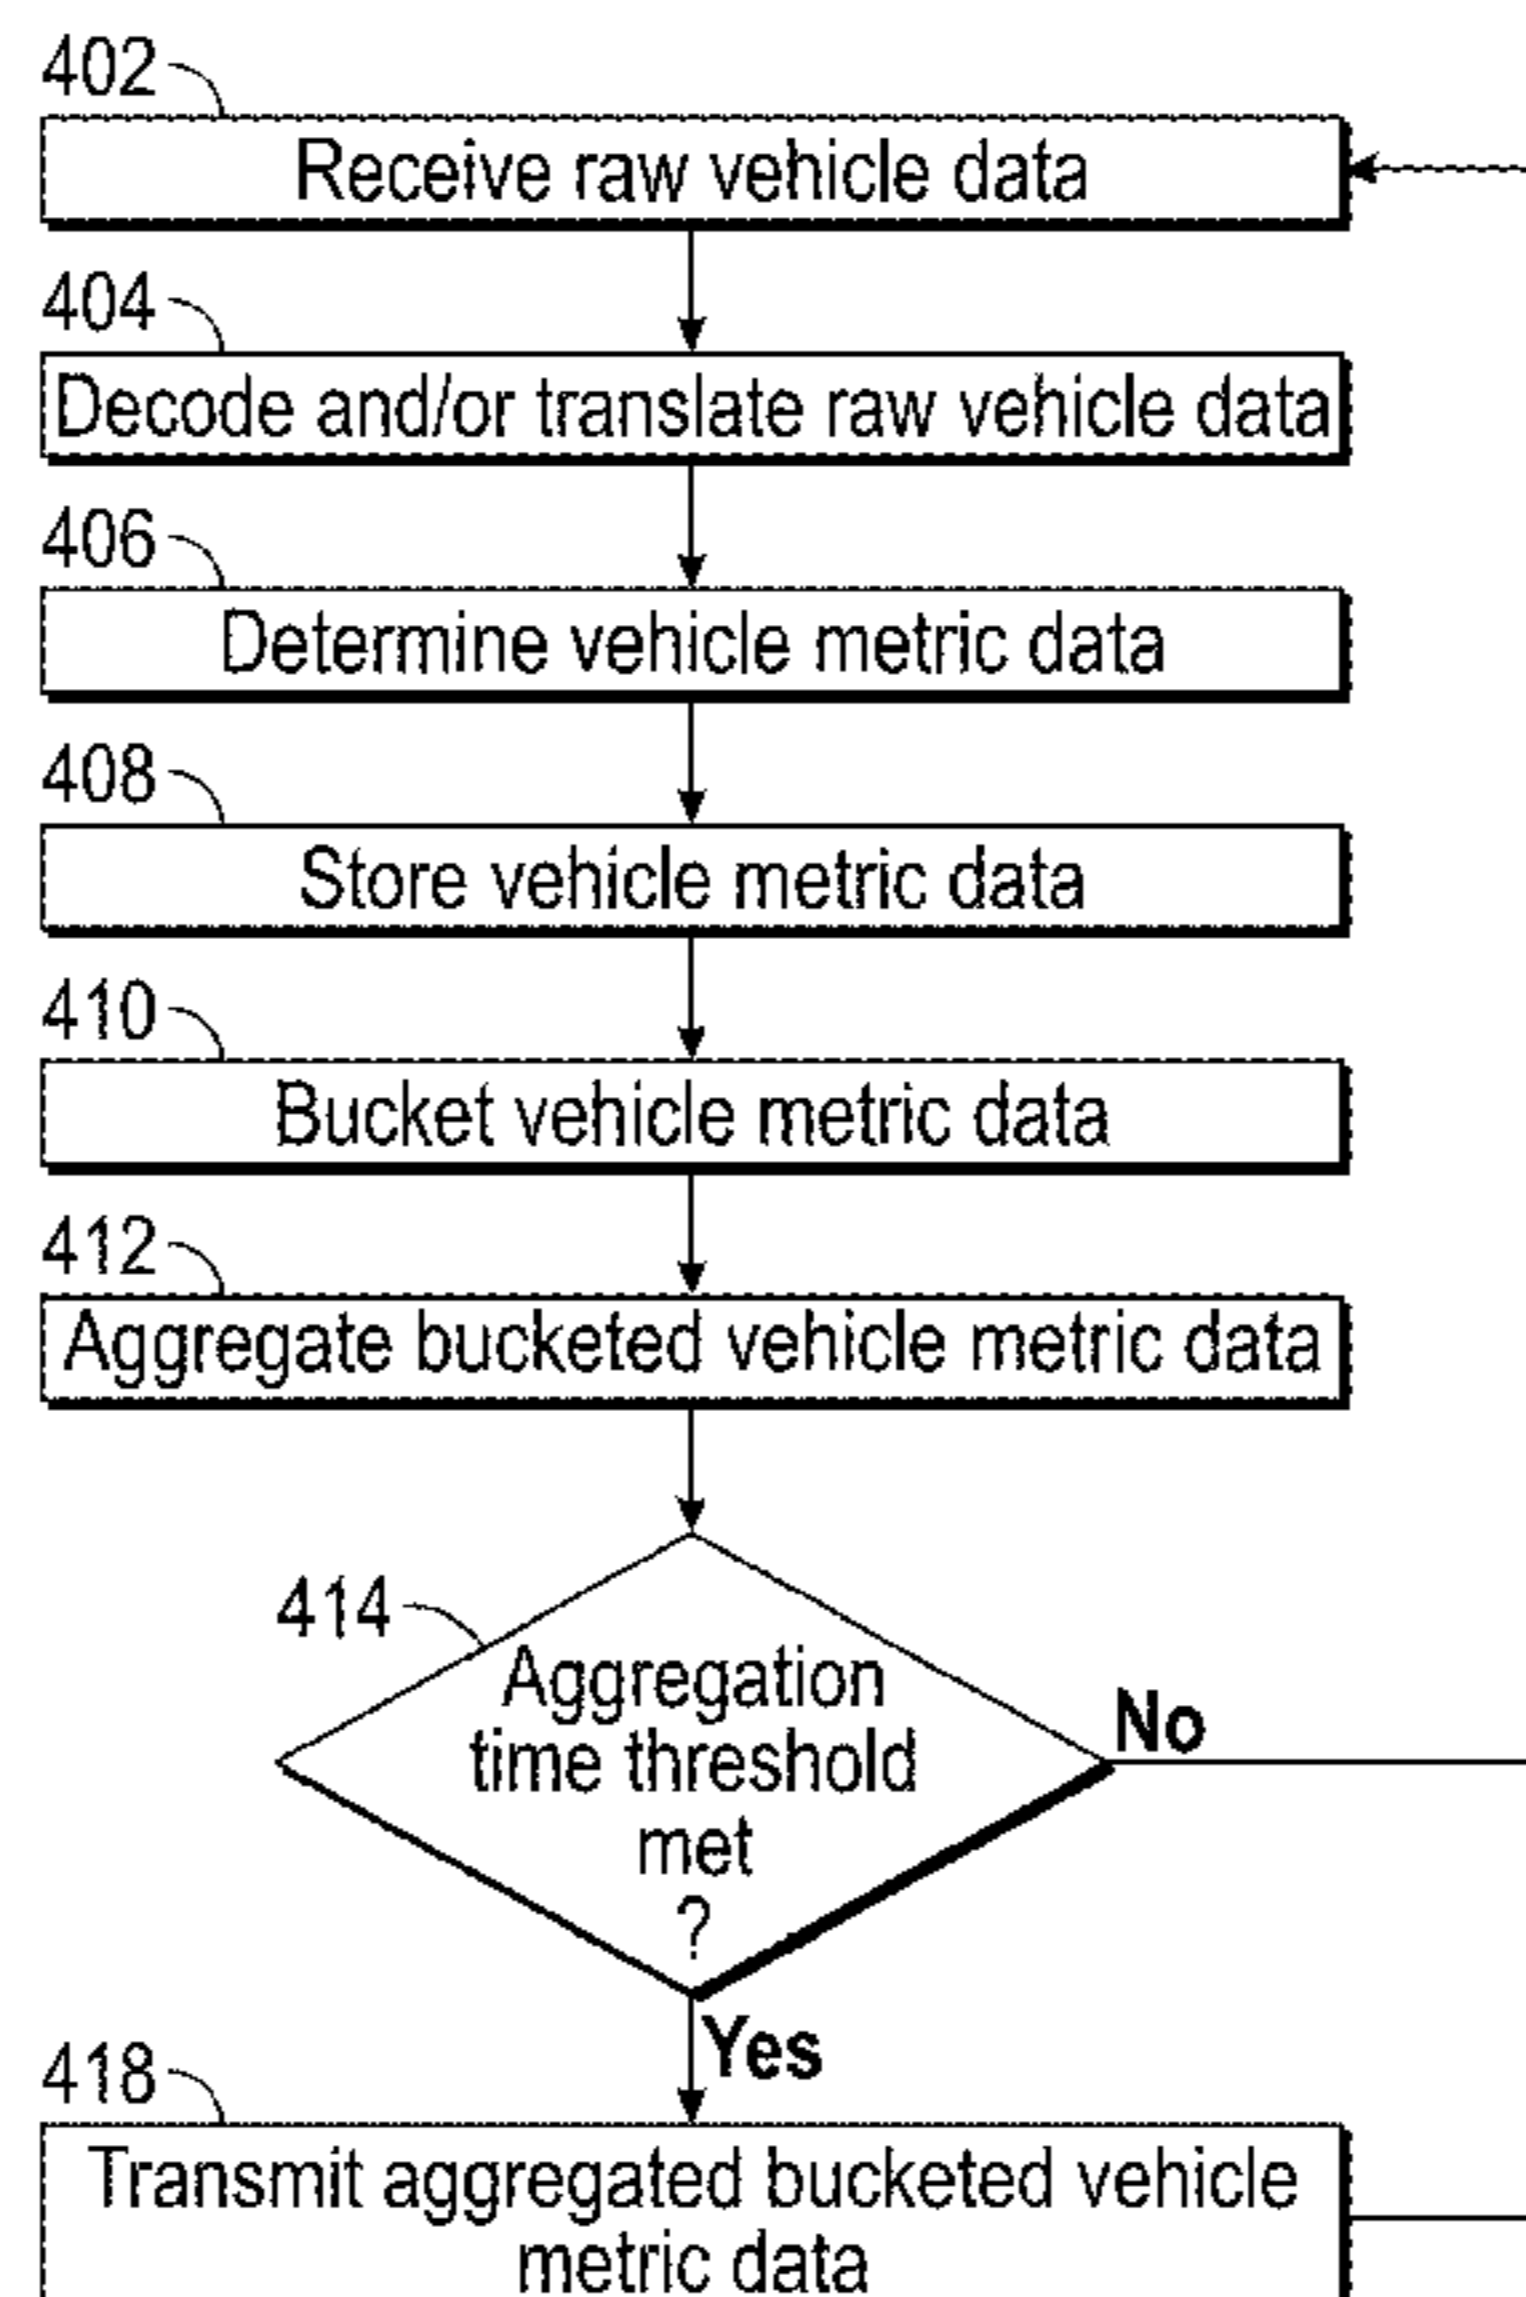 402
Receive raw vehicle data
404
Decode and/or translate raw vehicle data
406
Determine vehicle metric data
408
Store vehicle metric data
410
Bucket vehicle metric data
412
Aggregate bucketed vehicle metric data
414
Aggregation
time threshold
met
?
No
Yes
418
Transmit aggregated bucketed vehicle
metric data